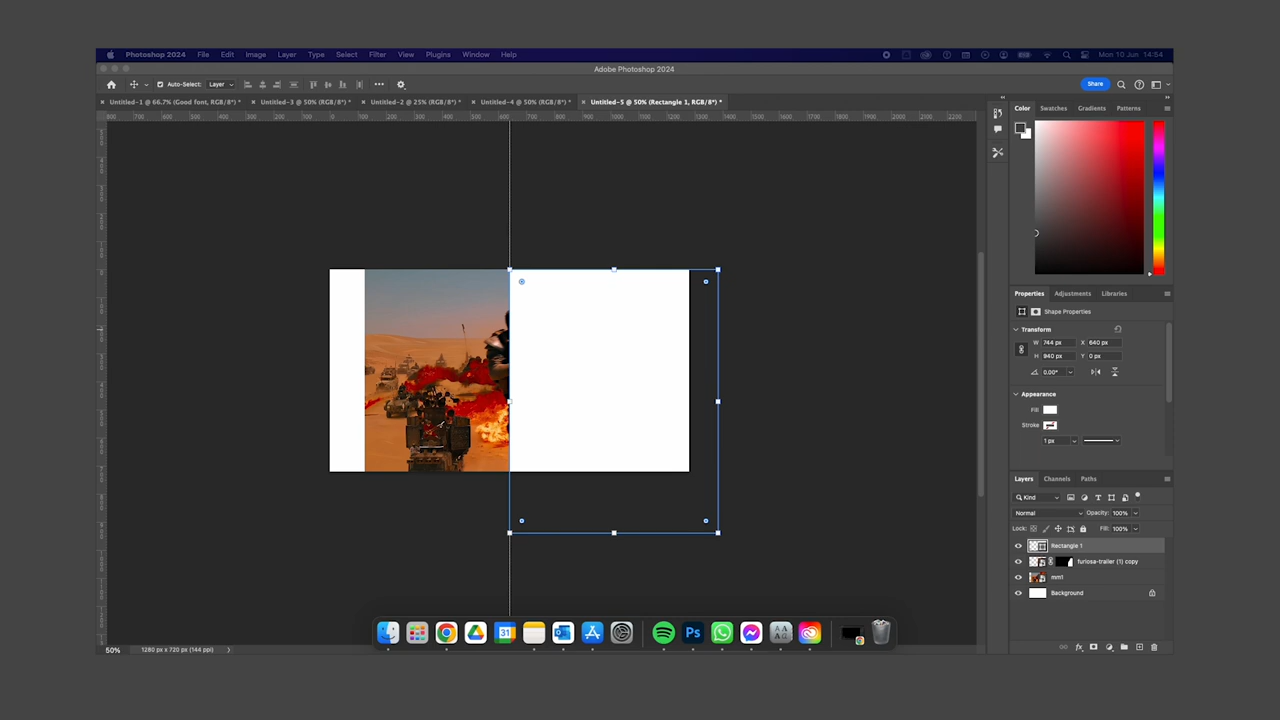 Photoshop 2024 File Edit Image Layer Type Select Filter View Plugins Window Help Mon 10 Jun 14:54
Adobe Photoshop 2024
Auto-Select: Layer Share
Untitled-1 @ 66.7% (Good font, RGB/8*) * Untitled-3 @ 50% (RGB/8*) * Untitled-2 @ 25% (RGB/8*) * Untitled-4 @ 50% (RGB/8*) * Untitled-5 @ 50% (Rectangle 1, RGB/8*) *
Color Swatches Gradients Patterns
Properties Adjustments Libraries
Shape Properties
Transform
W 744 px X 640 px
H 940 px Y 0 px
0.00°
Appearance
Fill
Stroke
1 px
Layers Channels Paths
Kind
Normal Opacity: 100%
Lock: Fill: 100%
Rectangle 1
furiosa-trailer (1) copy
mm1
Background
31 Ps
50% 1280 px x 720 px (144 ppi)